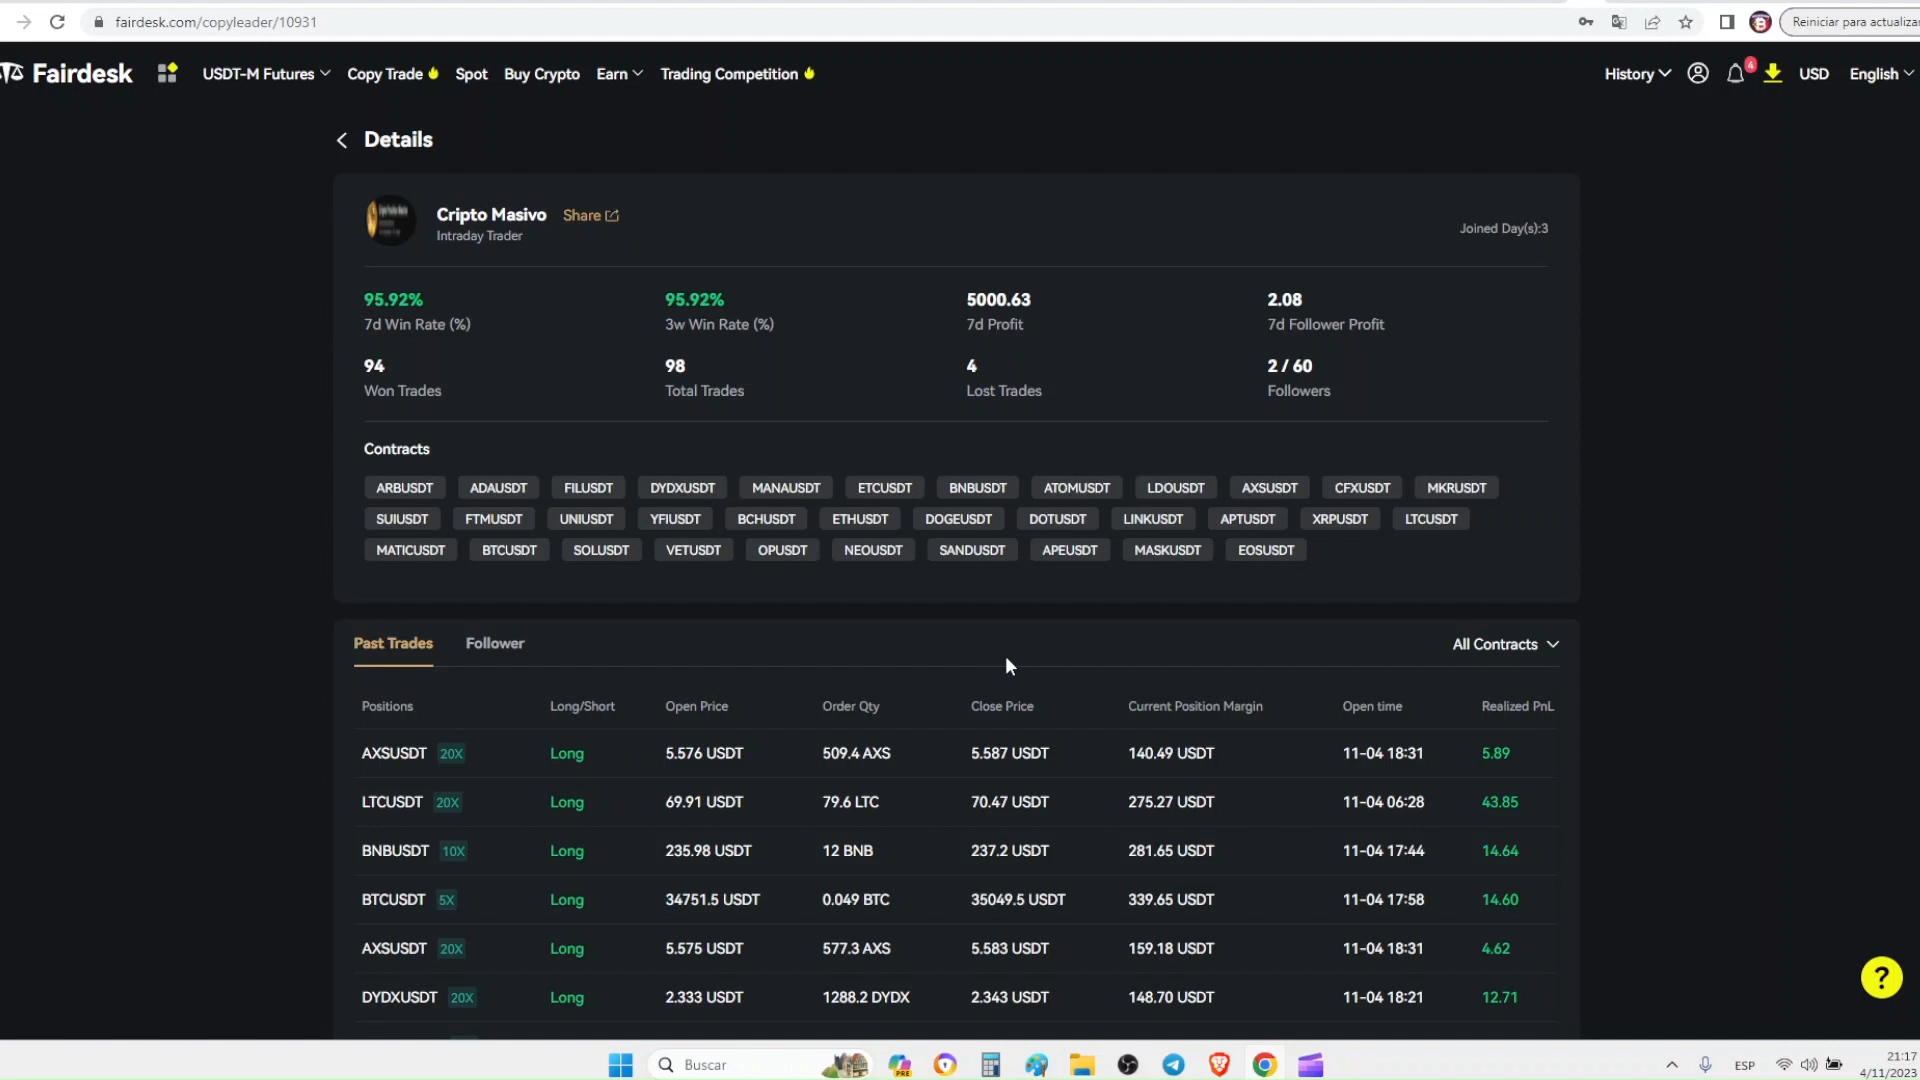 fairdesk.com/copyleader/10931
Reiniciar para actualizar
Fairdesk
USDT-M Futures
Copy Trade
Spot
Buy Crypto
Earn
Trading Competition
History
4
USD
English
Details
Cripto Masivo
Share
Intraday Trader
Joined Day(s):3
95.92%
95.92%
5000.63
2.08
7d Win Rate (%)
3w Win Rate (%)
7d Profit
7d Follower Profit
94
98
4
2 / 60
Won Trades
Total Trades
Lost Trades
Followers
Contracts
ARBUSDT ADAUSDT FILUSDT DYDXUSDT MANAUSDT ETCUSDT BNBUSDT ATOMUSDT LDOUSDT AXSUSDT CFXUSDT MKRUSDT
SUIUSDT FTMUSDT UNIUSDT YFIUSDT BCHUSDT ETHUSDT DOGEUSDT DOTUSDT LINKUSDT APTUSDT XRPUSDT LTCUSDT
MATICUSDT BTCUSDT SOLUSDT VETUSDT OPUSDT NEOUSDT SANDUSDT APEUSDT MASKUSDT EOSUSDT
Past Trades
Follower
All Contracts
Positions Long/Short Open Price Order Qty Close Price Current Position Margin Open time Realized PnL
AXSUSDT 20X Long 5.576 USDT 509.4 AXS 5.587 USDT 140.49 USDT 11-04 18:31 5.89
LTCUSDT 20X Long 69.91 USDT 79.6 LTC 70.47 USDT 275.27 USDT 11-04 06:28 43.85
BNBUSDT 10X Long 235.98 USDT 12 BNB 237.2 USDT 281.65 USDT 11-04 17:44 14.64
BTCUSDT 5X Long 34751.5 USDT 0.049 BTC 35049.5 USDT 339.65 USDT 11-04 17:58 14.60
AXSUSDT 20X Long 5.575 USDT 577.3 AXS 5.583 USDT 159.18 USDT 11-04 18:31 4.62
DYDXUSDT 20X Long 2.333 USDT 1288.2 DYDX 2.343 USDT 148.70 USDT 11-04 18:21 12.71
?
Buscar
PRE
ESP
21:17
4/11/2023